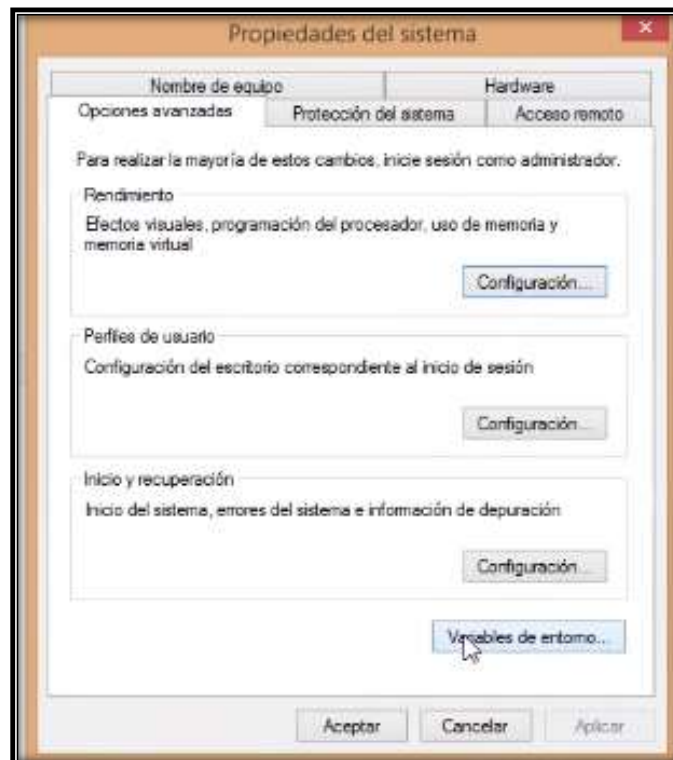 Propiedades del sistema
Nombre de equipo
Hardware
Opciones avanzadas
Protección del sistema
Acceso remoto
Para realizar la mayoría de estos cambios, inicie sesión como administrador.
Rendimiento
Efectos visuales, programación del procesador, uso de memoria y
memoria virtual
Configuración...
Perfiles de usuario
Configuración del escritorio correspondiente al inicio de sesión
Configuración...
Inicio y recuperación
Inicio del sistema, errores del sistema e información de depuración
Configuración...
Variables de entorno...
Aceptar
Cancelar
Aplicar